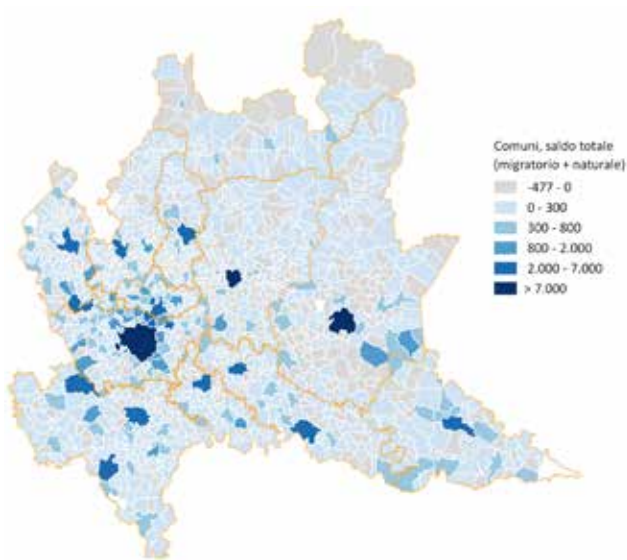 Comuni, saldo totale
(migratorio + naturale)
-477 - 0
0 - 300
300 - 800
800 - 2.000
2.000 - 7.000
> 7.000